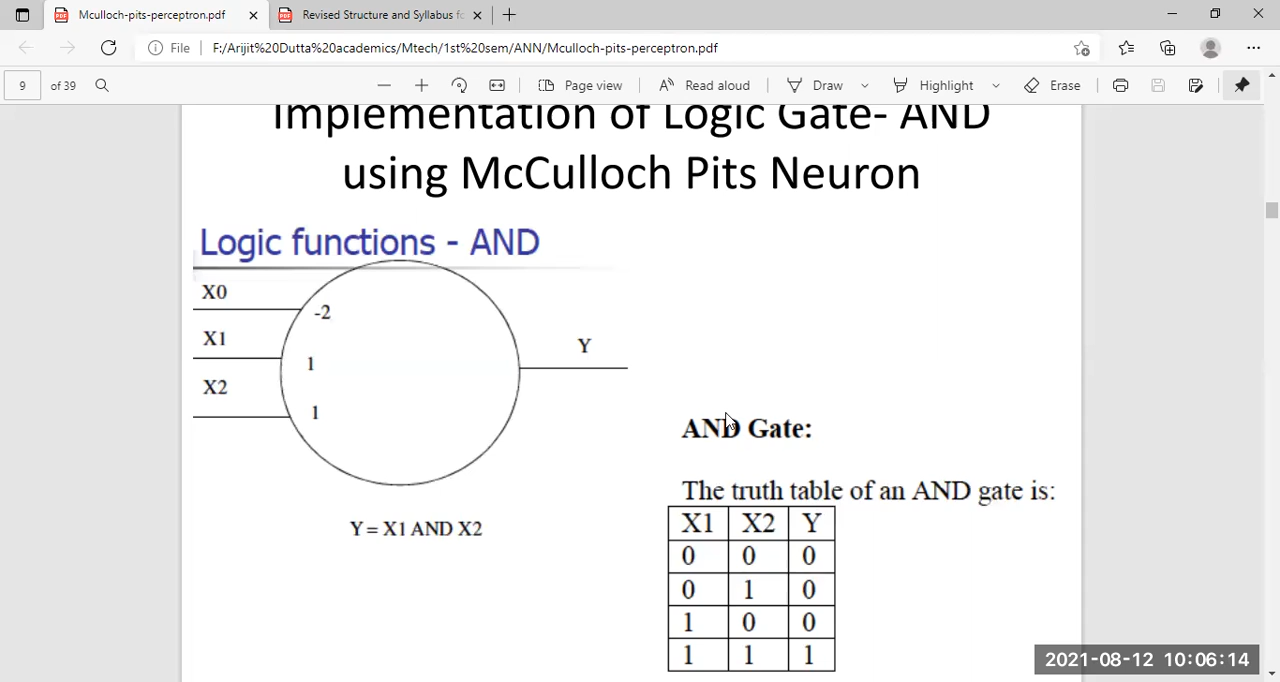 Mculloch-pits-perceptron.pdf
Revised Structure and Syllabus fo
File F:/Arijit%20Dutta%20academics/Mtech/1st%20sem/ANN/Mculloch-pits-perceptron.pdf
9 of 39 Page view Read aloud Draw Highlight Erase
Implementation of Logic Gate- AND
using McCulloch Pits Neuron
Logic functions - AND
X0
-2
X1
1
X2
1
Y
Y = X1 AND X2
AND Gate:
The truth table of an AND gate is:
X1 X2 Y
0 0 0
0 1 0
1 0 0
1 1 1
2021-08-12 10:06:14